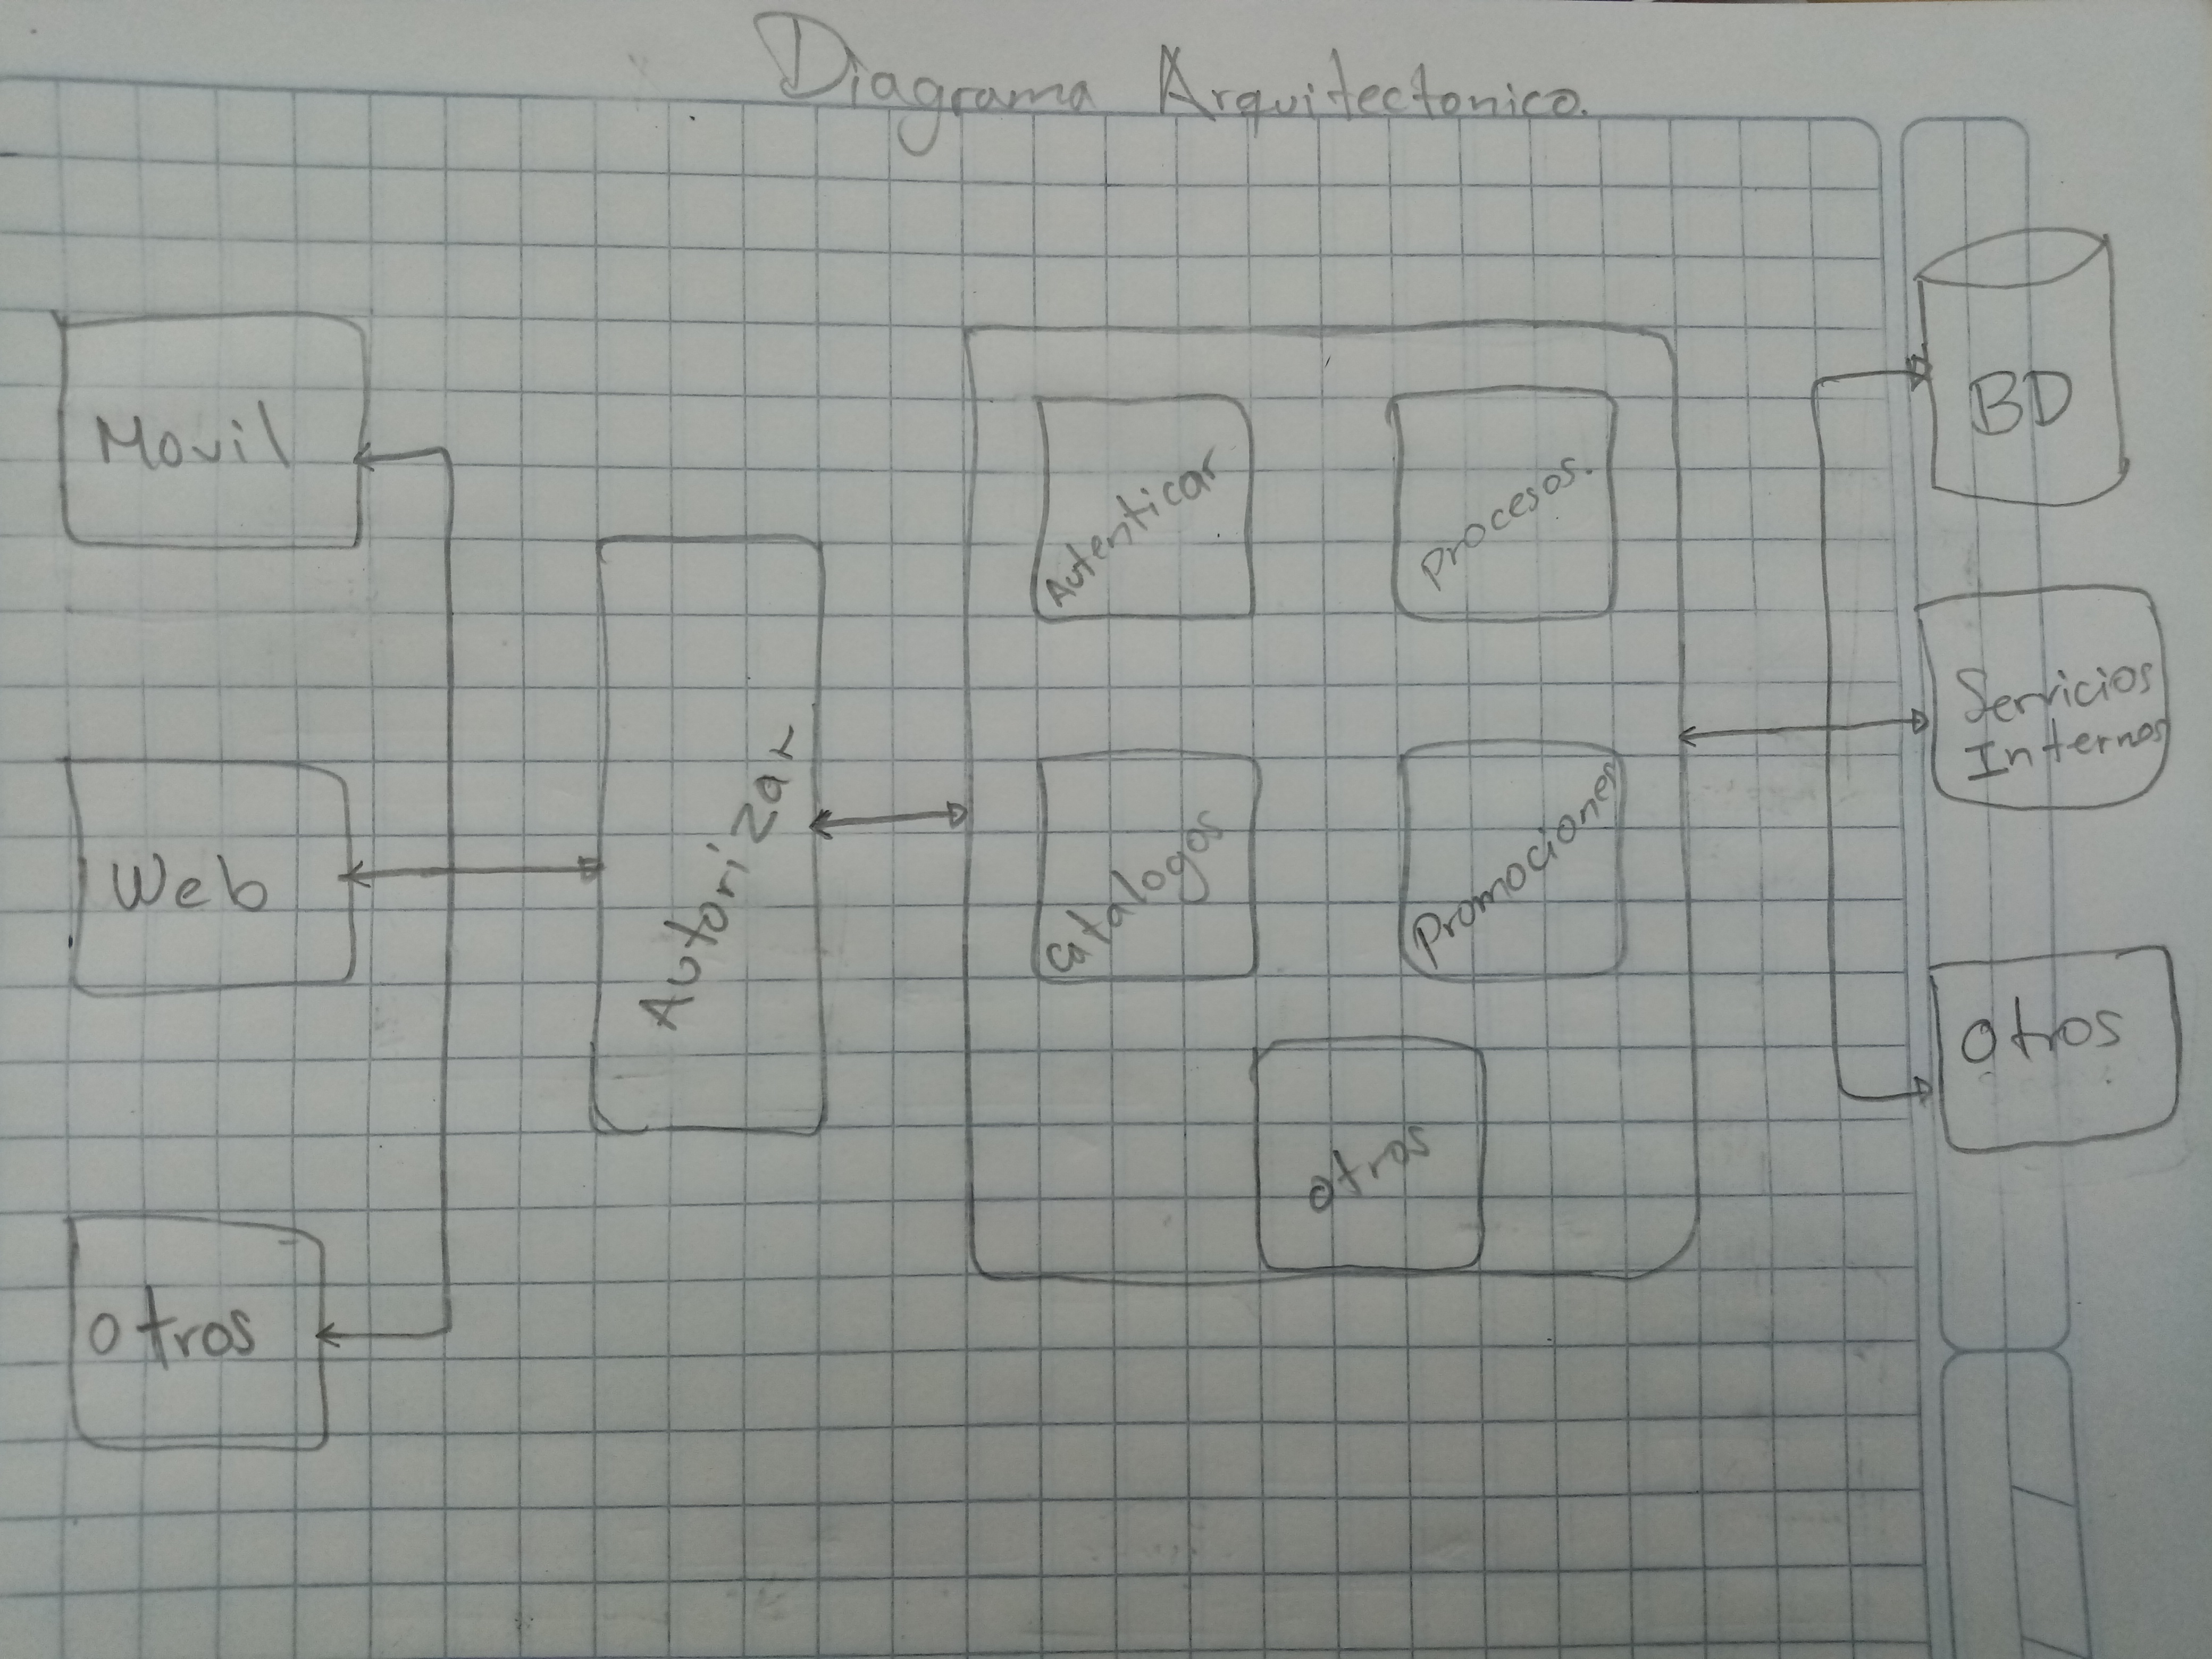 Diagrama Arquitectonico.
Movil
Web
otros
Autorizar
Autenticar
Procesos.
Catalogos
Promociones
otros
BD
Servicios
Internos
otros